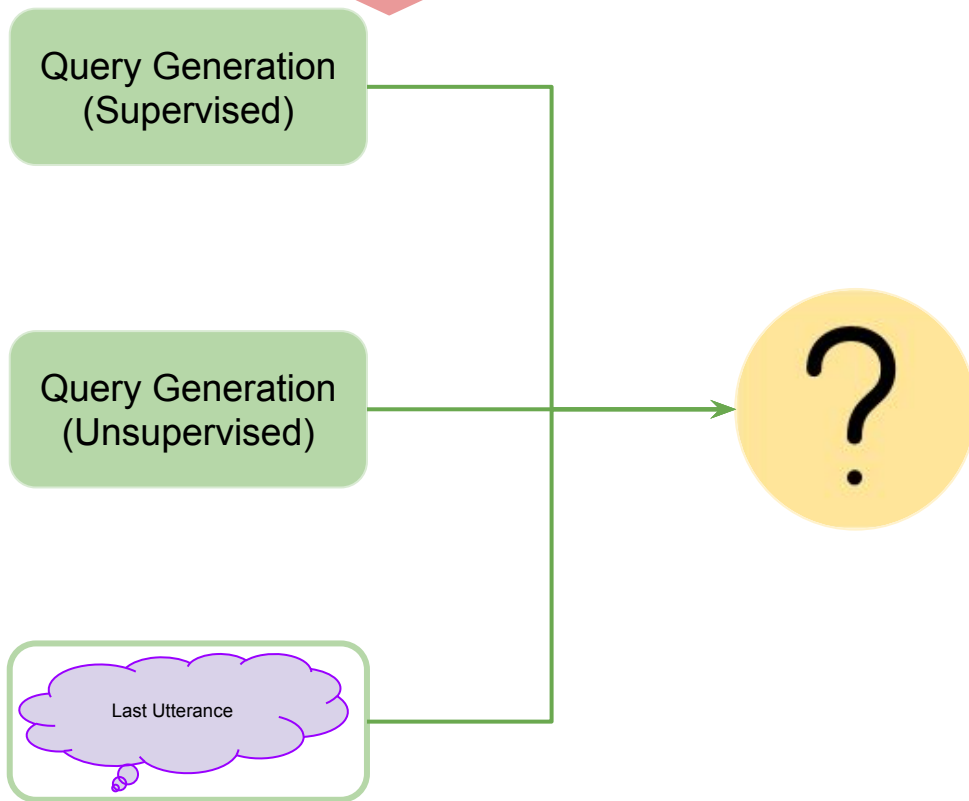 Query Generation
(Supervised)
Query Generation
(Unsupervised)
?
Last Utterance